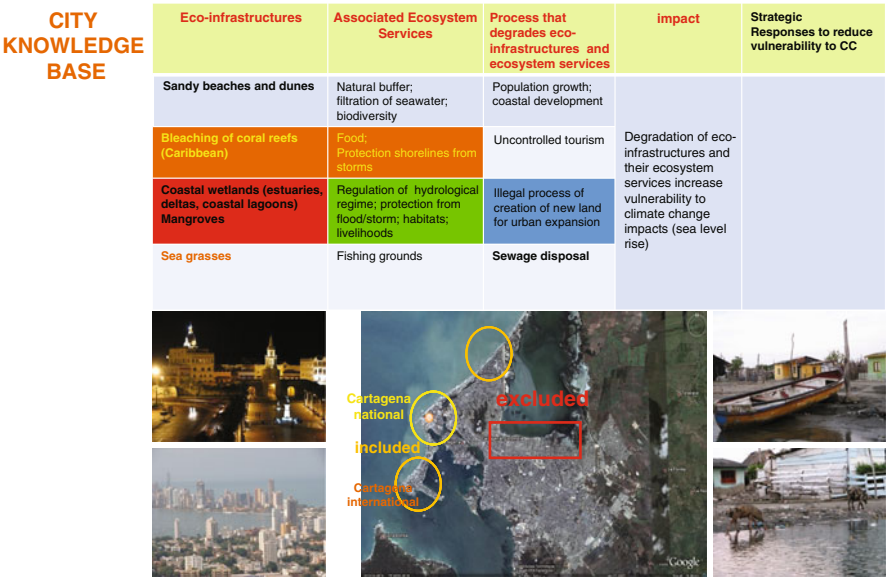 CITY
KNOWLEDGE
BASE
Eco-infrastructures
Associated Ecosystem
Services
Process that
degrades eco-
infrastructures and
ecosystem services
impact
Strategic
Responses to reduce
vulnerability to CC
Sandy beaches and dunes
Natural buffer;
filtration of seawater;
biodiversity
Population growth;
coastal development
Bleaching of coral reefs
(Caribbean)
Food;
Protection shorelines from
storms
Uncontrolled tourism
Coastal wetlands (estuaries,
deltas, coastal lagoons)
Mangroves
Regulation of hydrological
regime; protection from
flood/storm; habitats;
livelihoods
Illegal process of
creation of new land
for urban expansion
Sea grasses
Fishing grounds
Sewage disposal
Degradation of eco-
infrastructures and
their ecosystem
services increase
vulnerability to
climate change
impacts (sea level
rise)
Cartagena
national
included
Cartagena
international
excluded
Google